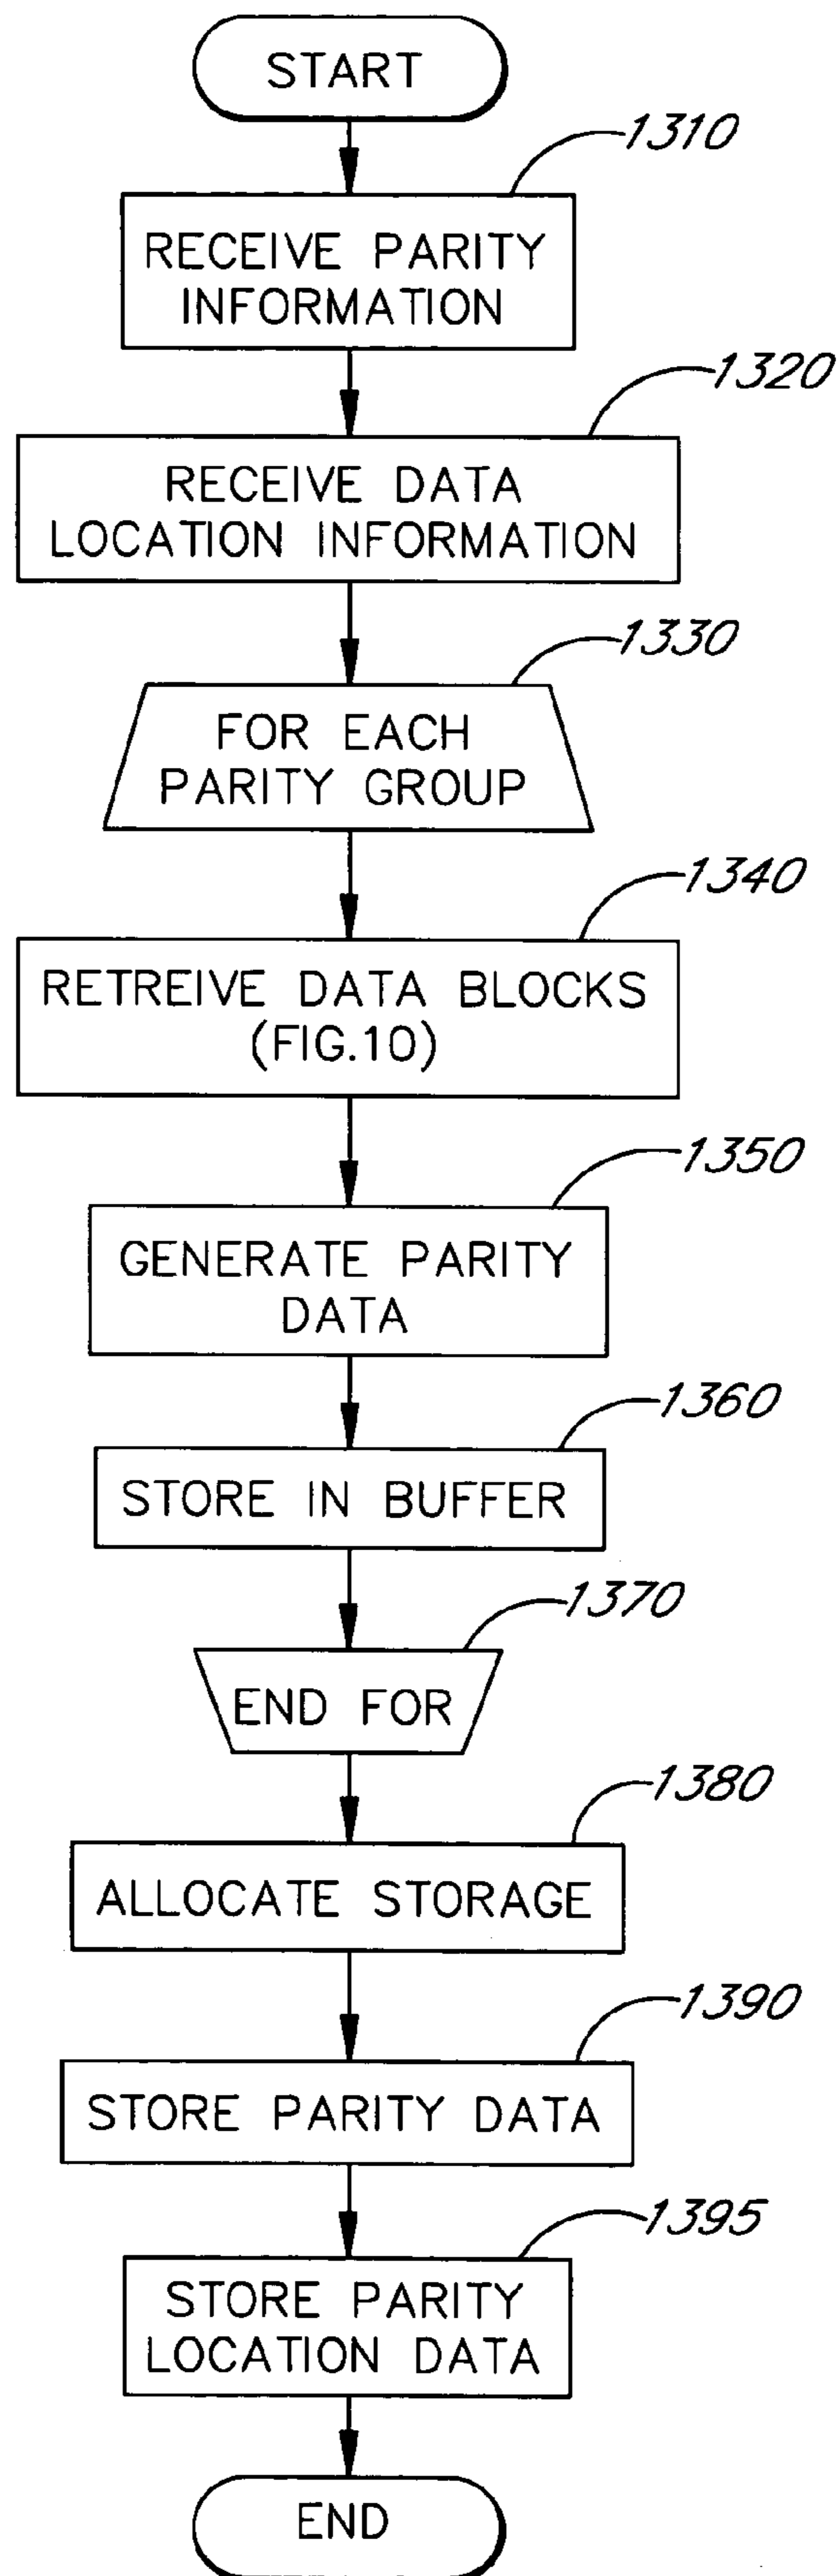 START
1310
RECEIVE PARITY
INFORMATION
1320
RECEIVE DATA
LOCATION INFORMATION
1330
FOR EACH
PARITY GROUP
1340
RETREIVE DATA BLOCKS
(FIG.10)
1350
GENERATE PARITY
DATA
1360
STORE IN BUFFER
1370
END FOR
1380
ALLOCATE STORAGE
1390
STORE PARITY DATA
1395
STORE PARITY
LOCATION DATA
END